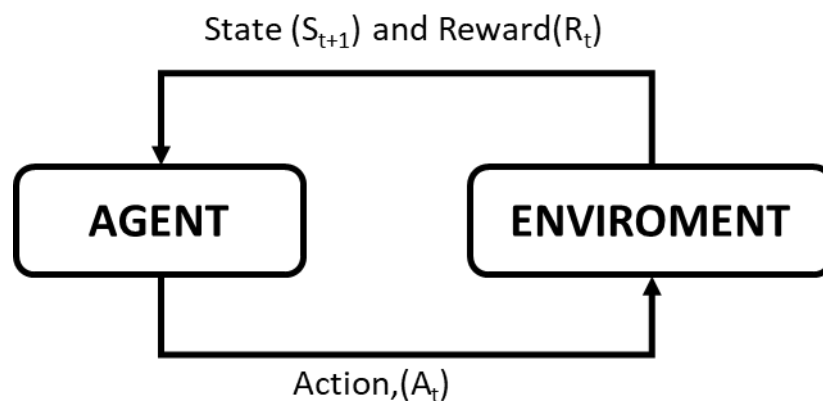 State (Sₜ₊₁) and Reward(Rₜ)
AGENT
ENVIROMENT
Action,(Aₜ)